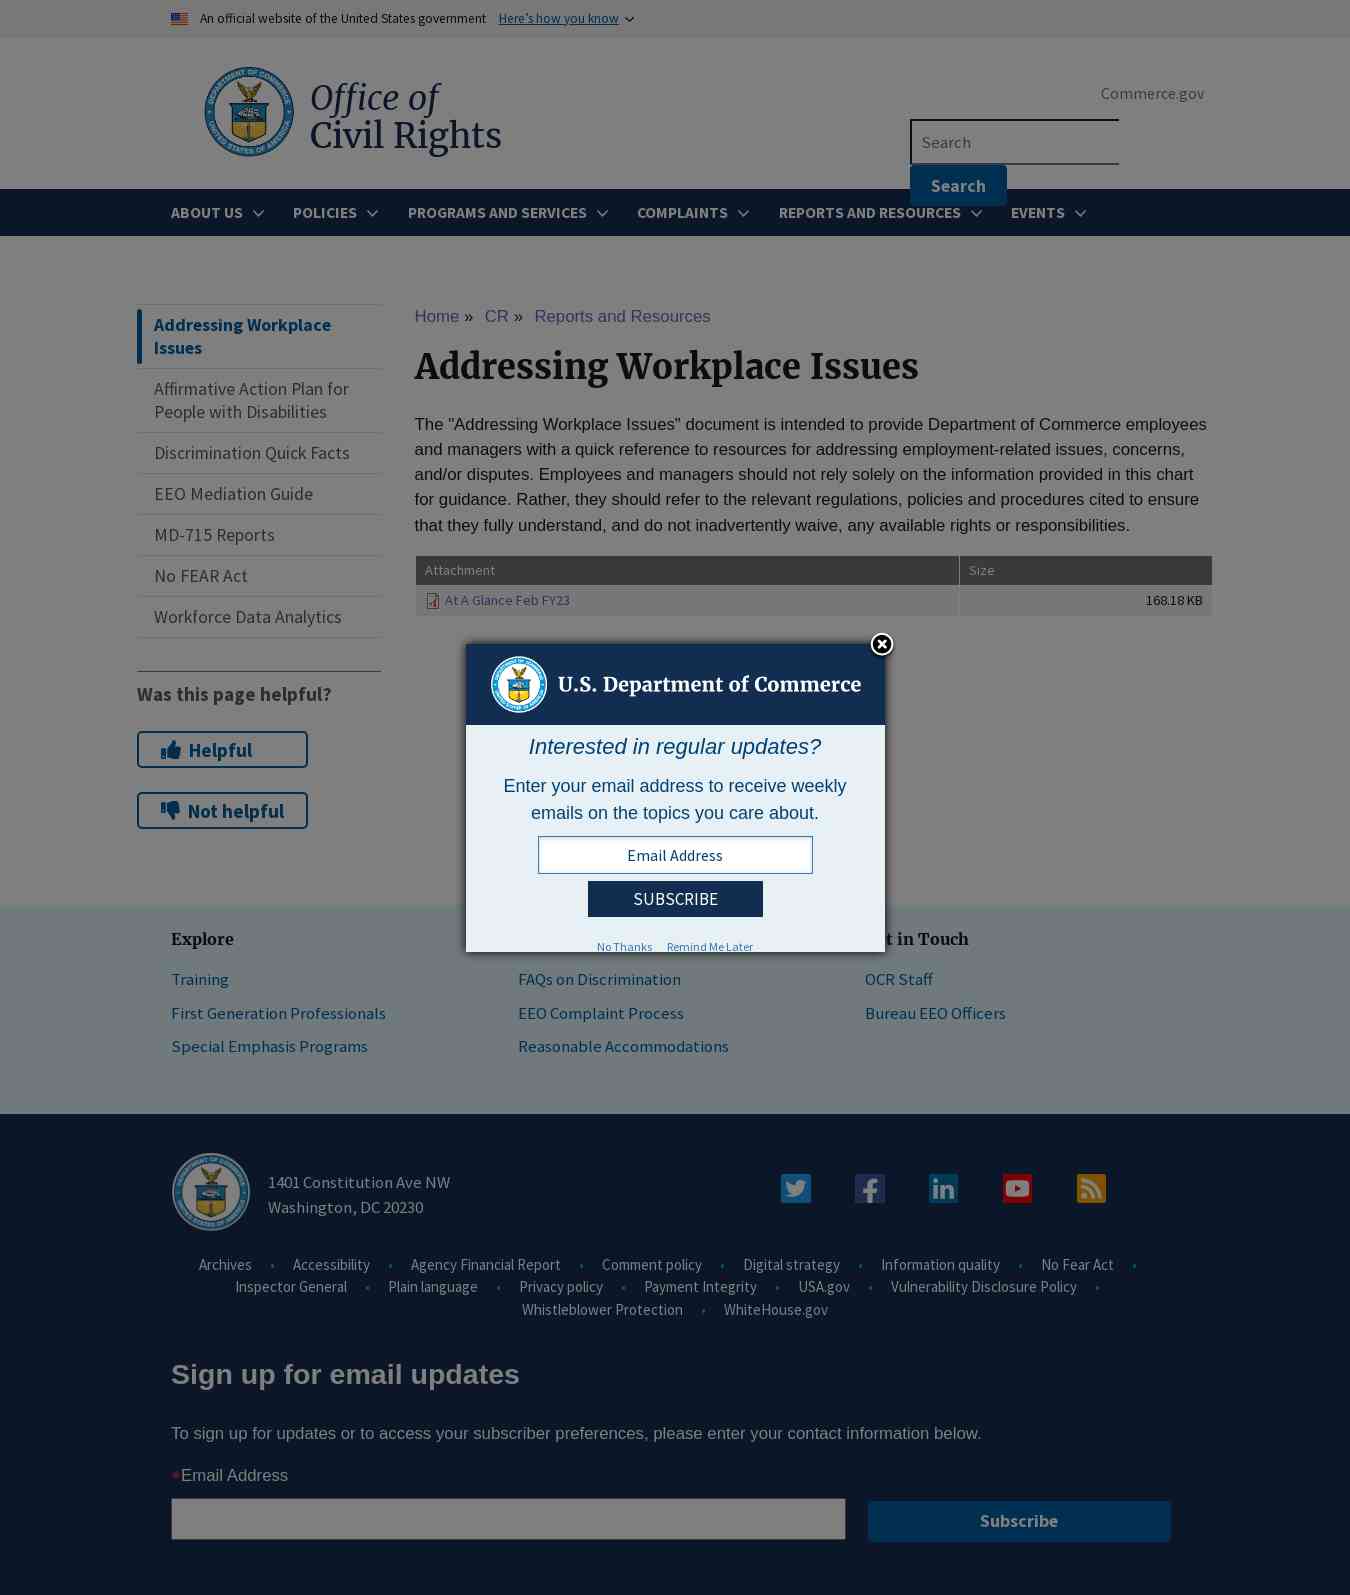 An official website of the United States government Here's how you know
Office of
Civil Rights
Commerce.gov
Search
Search
ABOUT US
POLICIES
PROGRAMS AND SERVICES
COMPLAINTS
REPORTS AND RESOURCES
EVENTS
Addressing Workplace
Issues
Affirmative Action Plan for
People with Disabilities
Discrimination Quick Facts
EEO Mediation Guide
MD-715 Reports
No FEAR Act
Workforce Data Analytics
Was this page helpful?
Helpful
Not helpful
Home » CR » Reports and Resources
Addressing Workplace Issues
The "Addressing Workplace Issues" document is intended to provide Department of Commerce employees
and managers with a quick reference to resources for addressing employment-related issues, concerns,
and/or disputes. Employees and managers should not rely solely on the information provided in this chart
for guidance. Rather, they should refer to the relevant regulations, policies and procedures cited to ensure
that they fully understand, and do not inadvertently waive, any available rights or responsibilities.
Attachment Size
At A Glance Feb FY23 168.18 KB
U.S. Department of Commerce
Interested in regular updates?
Enter your email address to receive weekly
emails on the topics you care about.
Email Address
SUBSCRIBE
No Thanks Remind Me Later
Explore
Training
First Generation Professionals
Special Emphasis Programs
FAQs on Discrimination
EEO Complaint Process
Reasonable Accommodations
t in Touch
OCR Staff
Bureau EEO Officers
1401 Constitution Ave NW
Washington, DC 20230
Archives • Accessibility • Agency Financial Report • Comment policy • Digital strategy • Information quality • No Fear Act •
Inspector General • Plain language • Privacy policy • Payment Integrity • USA.gov • Vulnerability Disclosure Policy •
Whistleblower Protection • WhiteHouse.gov
Sign up for email updates
To sign up for updates or to access your subscriber preferences, please enter your contact information below.
*Email Address
Subscribe